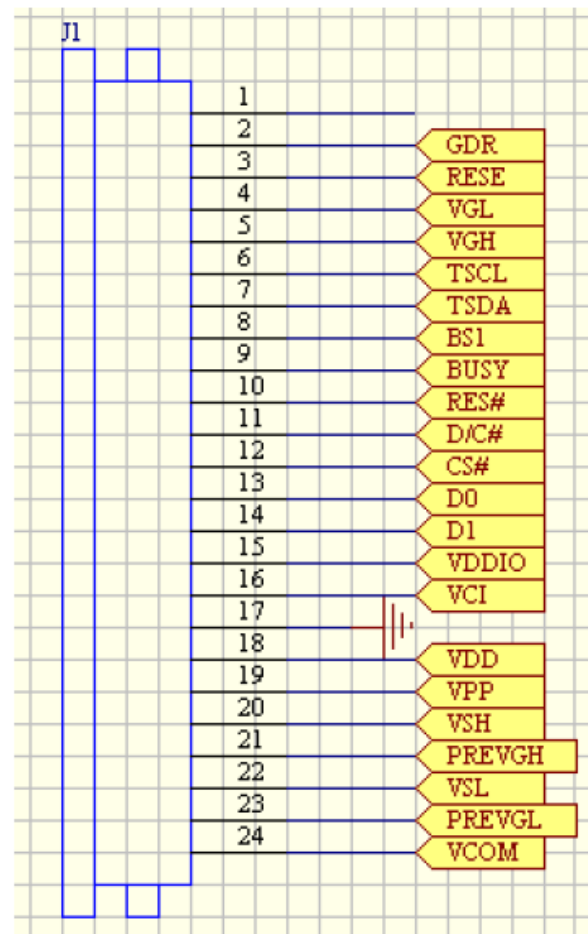 J1
1
2 GDR
3 RESE
4 VGL
5 VGH
6 TSCL
7 TSDA
8 BS1
9 BUSY
10 RES#
11 D/C#
12 CS#
13 D0
14 D1
15 VDDIO
16 VCI
17
18 VDD
19 VPP
20 VSH
21 PREVGH
22 VSL
23 PREVGL
24 VCOM